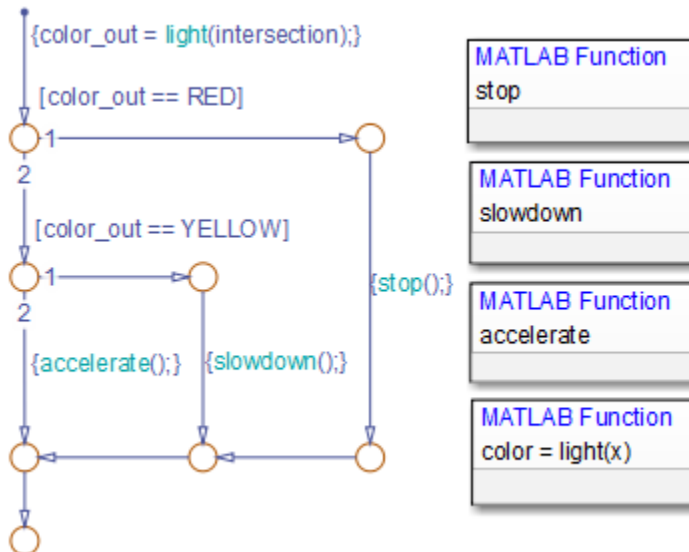 {color_out = light(intersection);}
[color_out == RED]
1
2
[color_out == YELLOW]
1
2
{stop();}
{accelerate();}
{slowdown();}
MATLAB Function
stop
MATLAB Function
slowdown
MATLAB Function
accelerate
MATLAB Function
color = light(x)